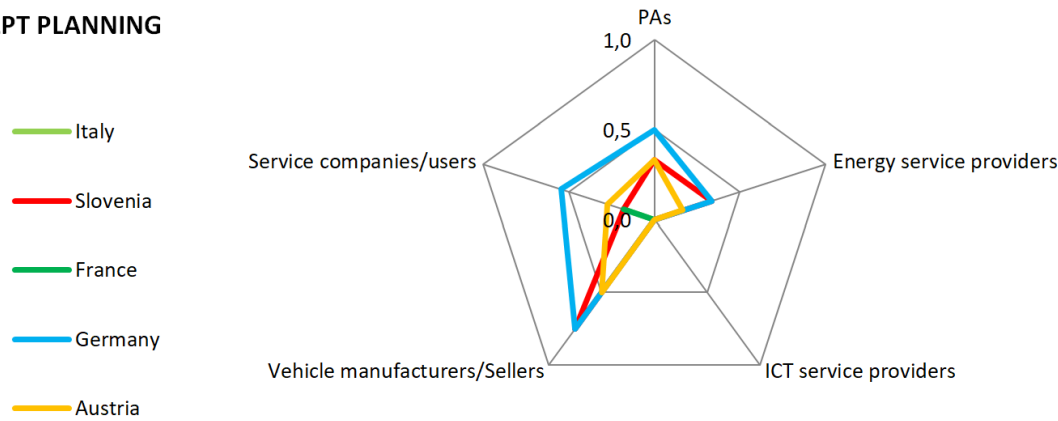 PT PLANNING
PAs
1,0
0,5
0,0
Italy
Slovenia
France
Germany
Austria
Service companies/users
Energy service providers
Vehicle manufacturers/Sellers
ICT service providers